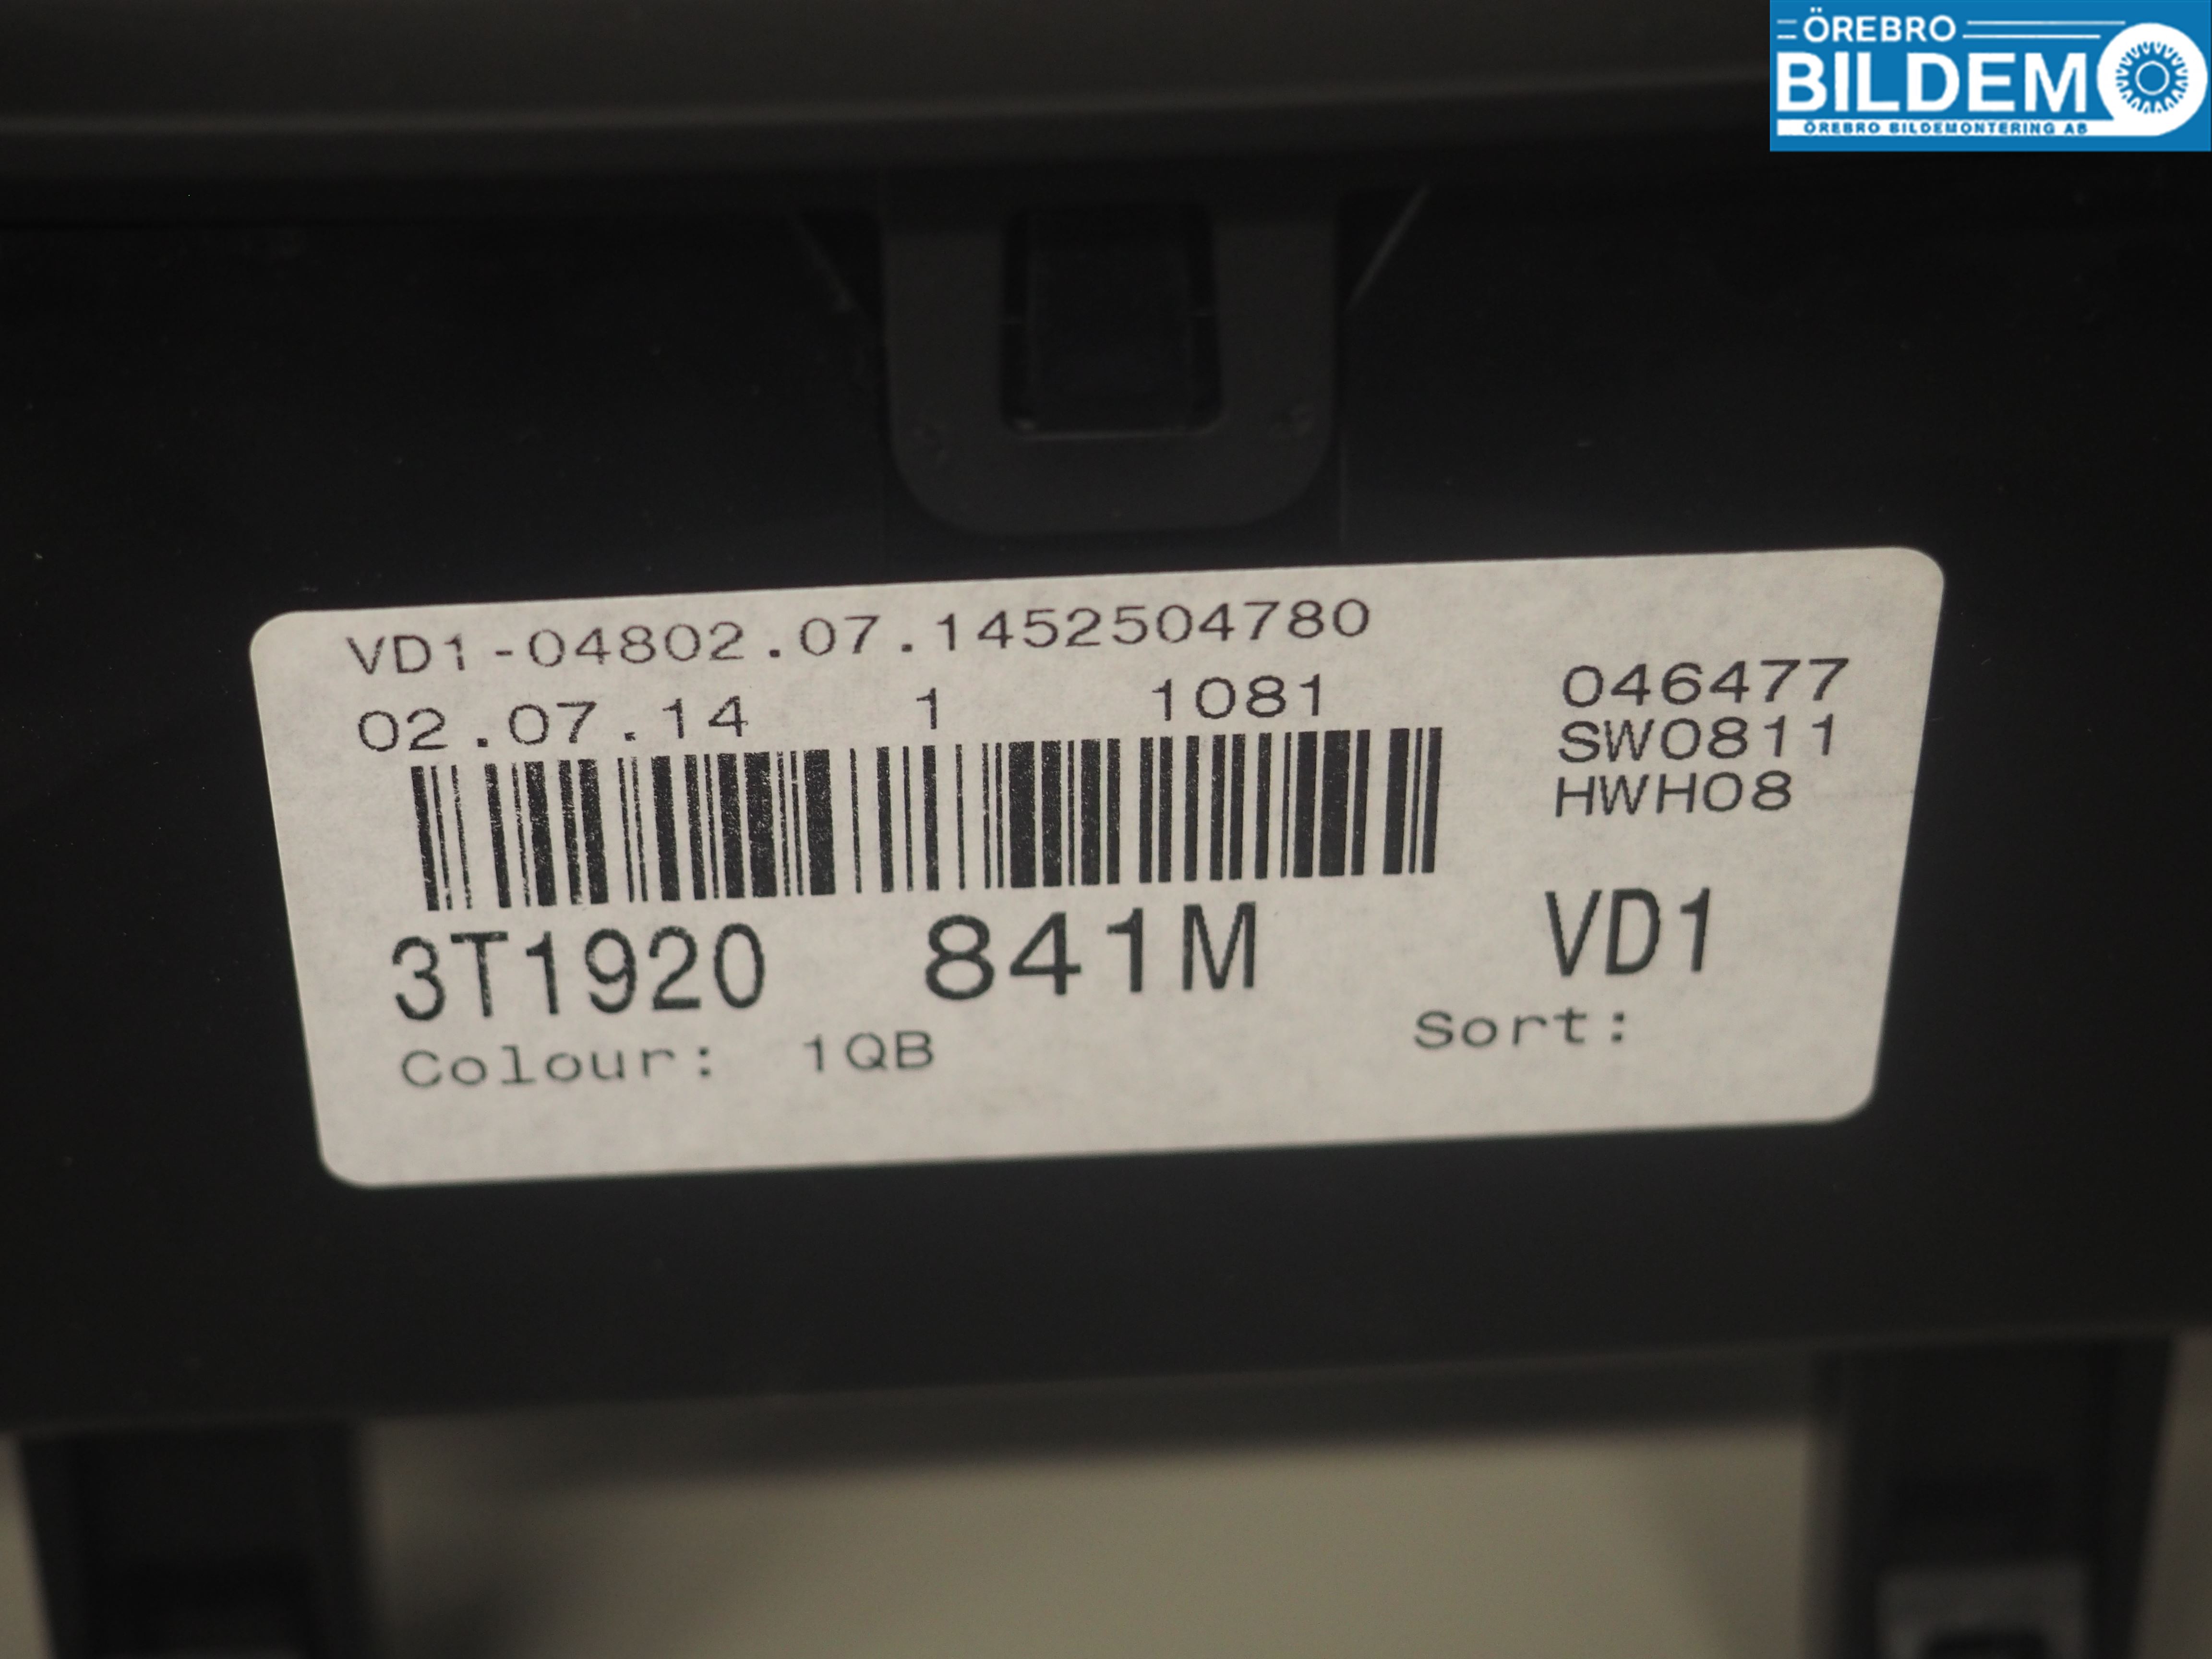 ÖREBRO
BILDEMO
ÖREBRO BILDEMONTERING AB
VD1-04802.07.1452504780
02.07.14 1 1081
046477
SW0811
HWH08
3T1920 841M VD1
Colour: 1QB Sort: